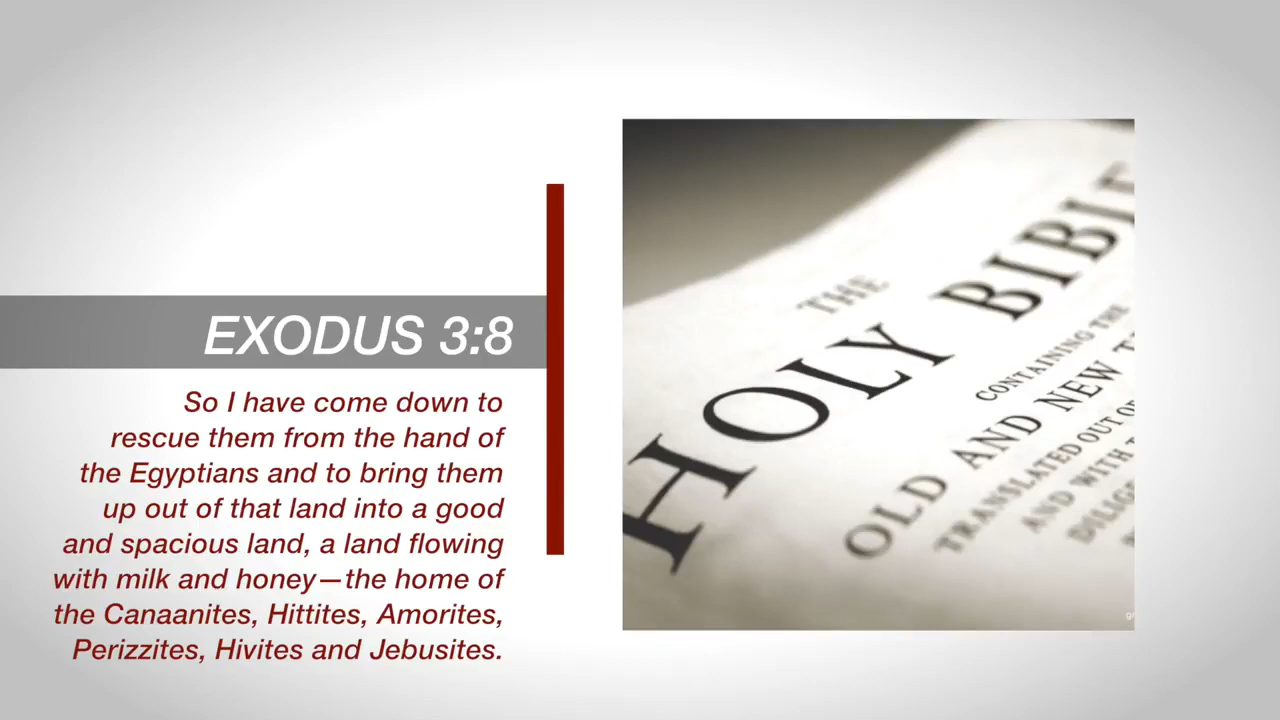 EXODUS 3:8
So I have come down to
rescue them from the hand of
the Egyptians and to bring them
up out of that land into a good
and spacious land, a land flowing
with milk and honey—the home of
the Canaanites, Hittites, Amorites,
Perizzites, Hivites and Jebusites.
THE
HOLY BIBLE
CONTAINING THE
OLD AND NEW
TRANSLATED OUT OF
AND WITH